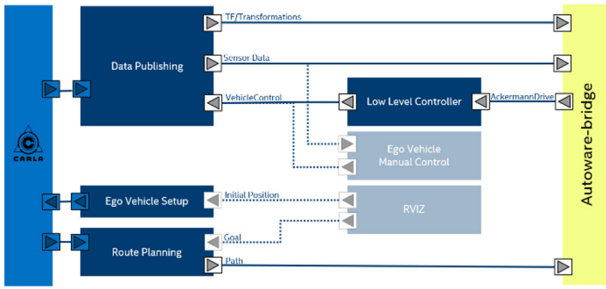 TF/Transformations
Data Publishing
Sensor Data
VehicleControl
Low Level Controller
AckermannDrive
Ego Vehicle
Manual Control
CARLA
Autoware-bridge
Ego Vehicle Setup
Initial Position
RVIZ
Route Planning
Goal
Path